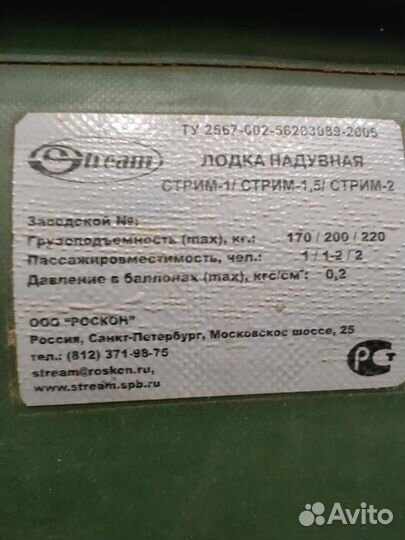 ТУ 2567-002-56203089-2005
Stream
ЛОДКА НАДУВНАЯ
СТРИМ-1/ СТРИМ-1,5/ СТРИМ-2
Заводской №:
Грузоподъемность (max), кг.: 170 / 200 / 220
Пассажировместимость, чел.: 1 / 1-2 / 2
Давление в баллонах (max), кгс/см²: 0,2
ООО "РОСКОН"
Россия, Санкт-Петербург, Московское шоссе, 25
тел.: (812) 371-98-75
stream@roskon.ru,
www.stream.spb.ru
РСТ
Avito